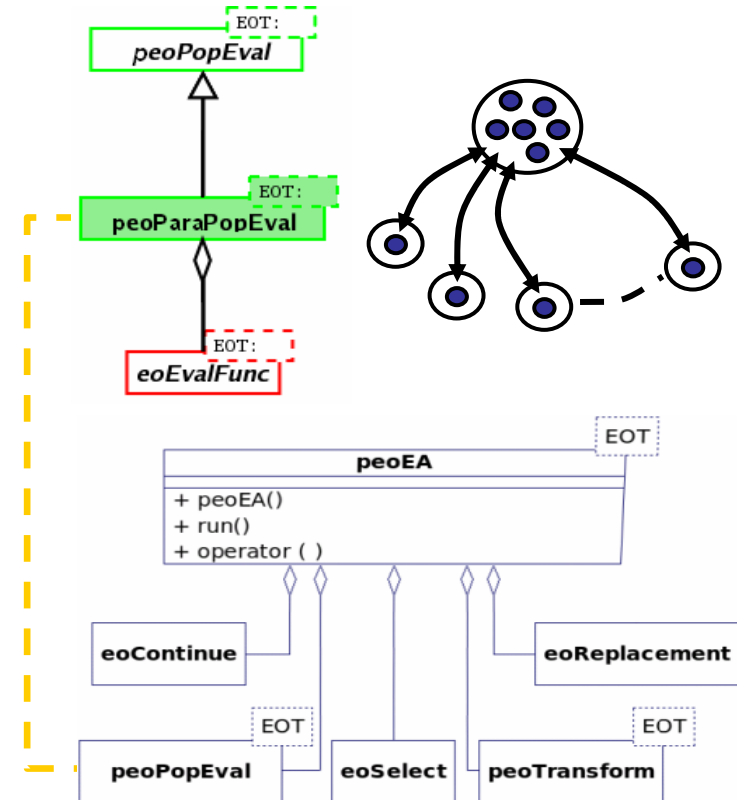 EOT:
peoPopEval
EOT:
peoParaPopEval
EOT:
eoEvalFunc
EOT
peoEA
+ peoEA()
+ run()
+ operator ( )
eoContinue
eoReplacement
EOT
EOT
peoPopEval
eoSelect
peoTransform